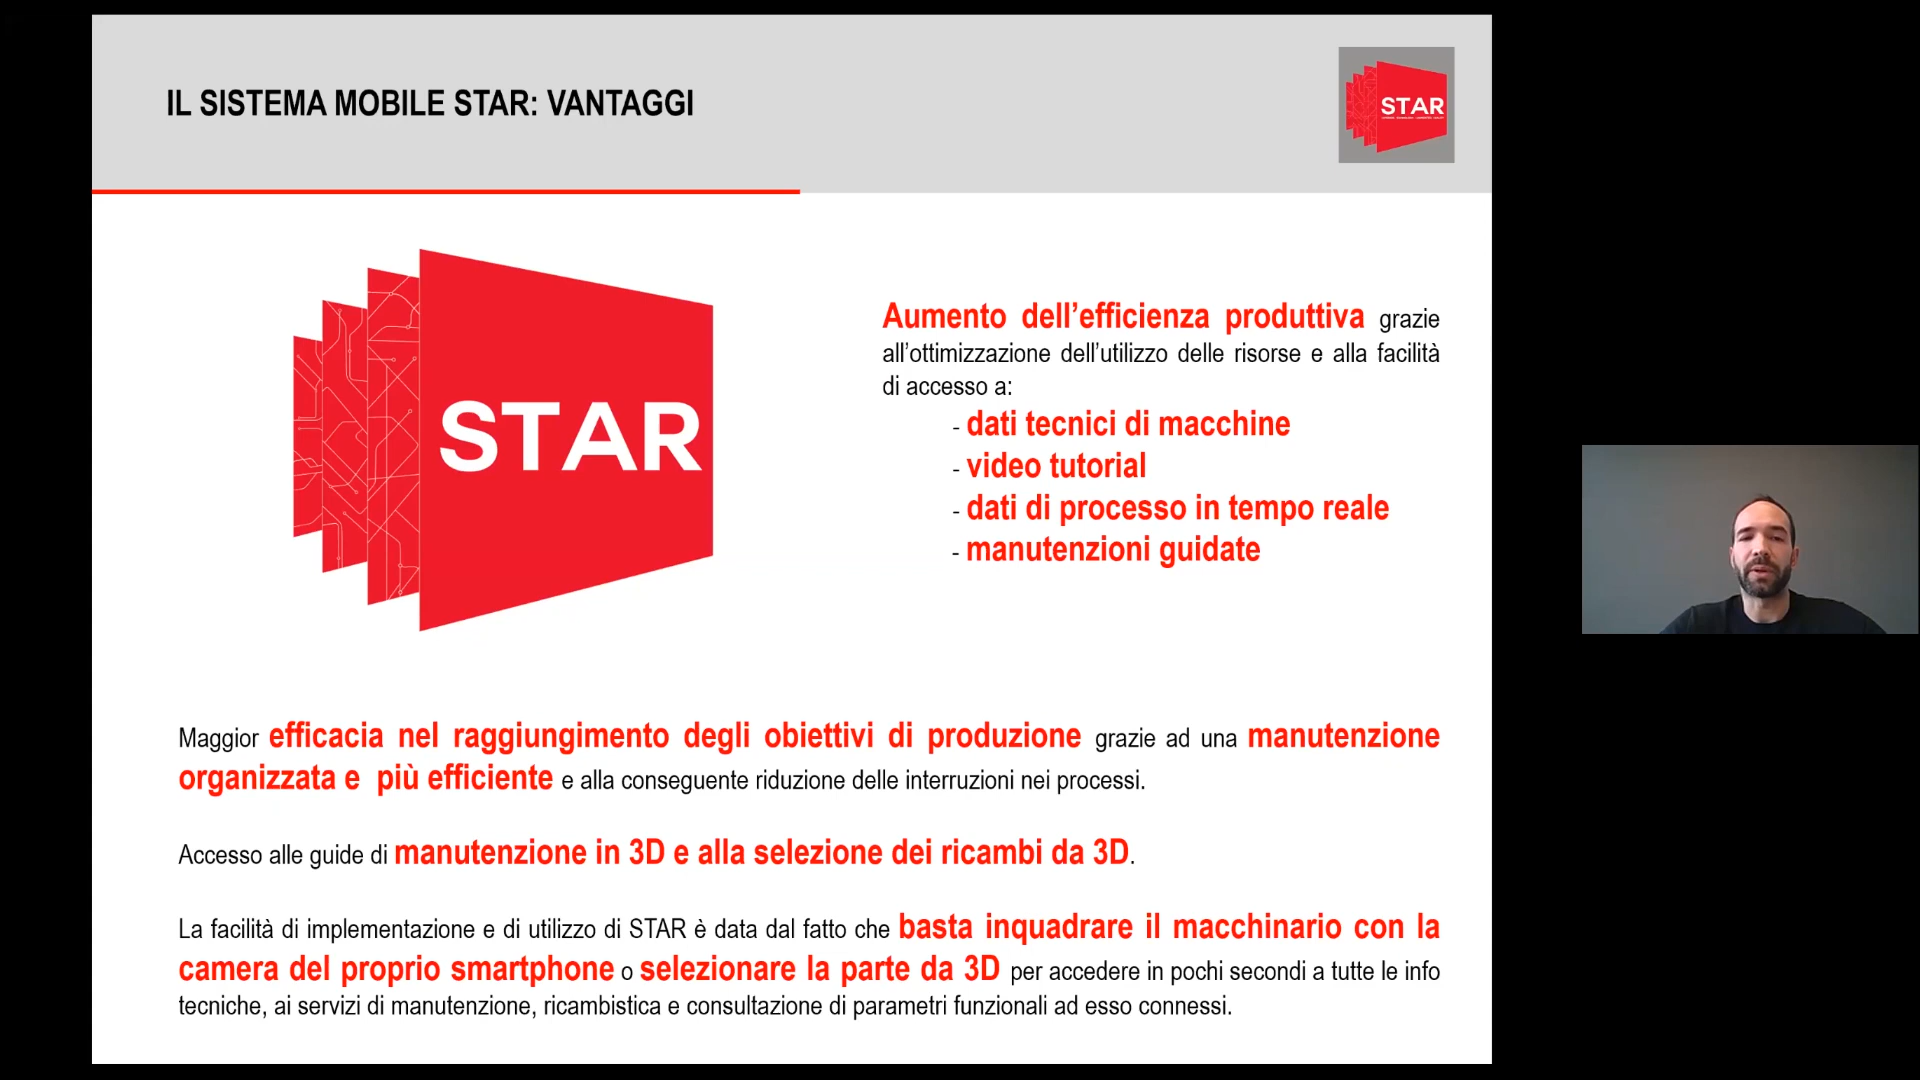 IL SISTEMA MOBILE STAR: VANTAGGI
STAR
STAR
Aumento dell’efficienza produttiva grazie
all’ottimizzazione dell’utilizzo delle risorse e alla facilità
di accesso a:
- dati tecnici di macchine
- video tutorial
- dati di processo in tempo reale
- manutenzioni guidate
Maggior efficacia nel raggiungimento degli obiettivi di produzione grazie ad una manutenzione
organizzata e più efficiente e alla conseguente riduzione delle interruzioni nei processi.
Accesso alle guide di manutenzione in 3D e alla selezione dei ricambi da 3D.
La facilità di implementazione e di utilizzo di STAR è data dal fatto che basta inquadrare il macchinario con la
camera del proprio smartphone o selezionare la parte da 3D per accedere in pochi secondi a tutte le info
tecniche, ai servizi di manutenzione, ricambistica e consultazione di parametri funzionali ad esso connessi.